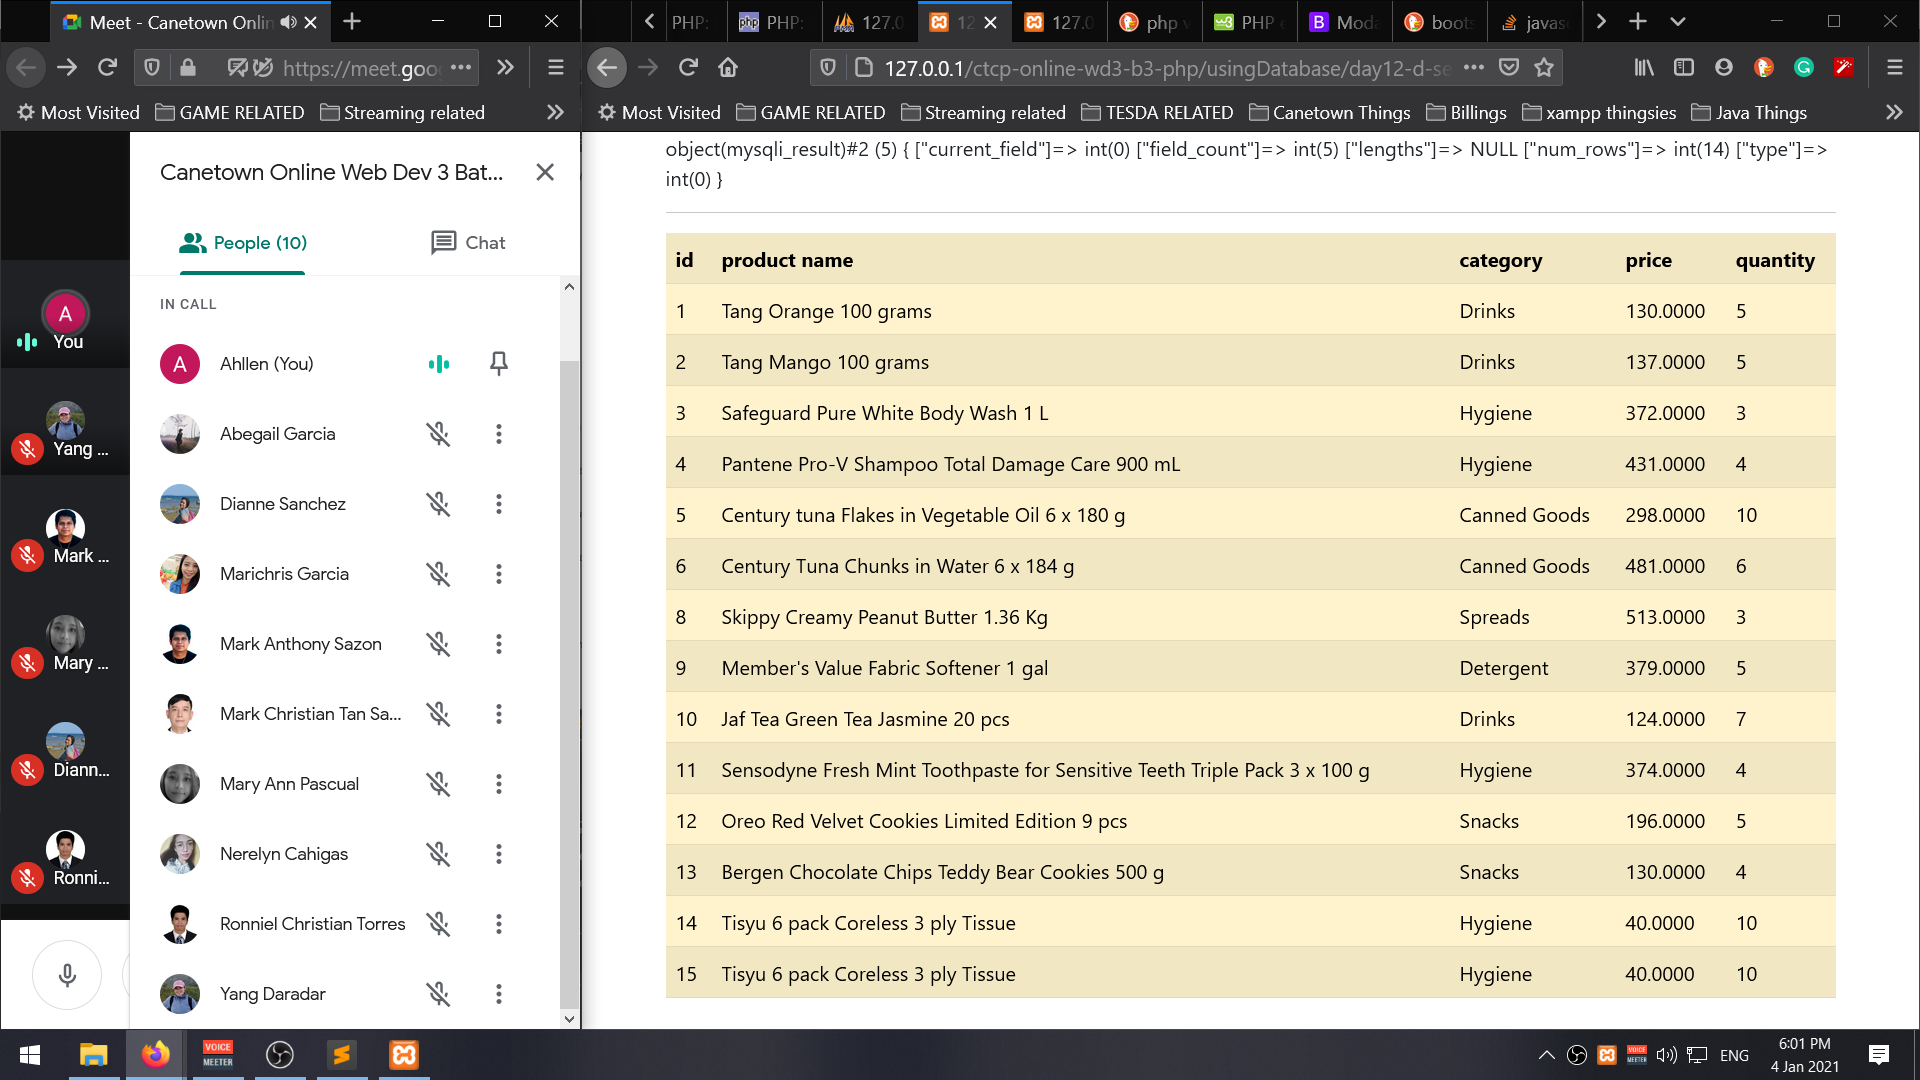 Meet - Canetown Onlin
https://meet.goo
Most Visited GAME RELATED Streaming related
Canetown Online Web Dev 3 Bat...
People (10) Chat
IN CALL
A Ahllen (You)
Abegail Garcia
Dianne Sanchez
Marichris Garcia
Mark Anthony Sazon
Mark Christian Tan Sa...
Mary Ann Pascual
Nerelyn Cahigas
Ronniel Christian Torres
Yang Daradar
A
You
Yang ...
Mark ...
Mary ...
Diann...
Ronni...
PHP: php PHP: 127.0 12 127.0 php v w3 PHP B Moda boots javas
127.0.0.1/ctcp-online-wd3-b3-php/usingDatabase/day12-d-se
Most Visited GAME RELATED Streaming related TESDA RELATED Canetown Things Billings xampp thingsies Java Things
object(mysqli_result)#2 (5) { ["current_field"]=> int(0) ["field_count"]=> int(5) ["lengths"]=> NULL ["num_rows"]=> int(14) ["type"]=>
int(0) }
id product name category price quantity
1 Tang Orange 100 grams Drinks 130.0000 5
2 Tang Mango 100 grams Drinks 137.0000 5
3 Safeguard Pure White Body Wash 1 L Hygiene 372.0000 3
4 Pantene Pro-V Shampoo Total Damage Care 900 mL Hygiene 431.0000 4
5 Century tuna Flakes in Vegetable Oil 6 x 180 g Canned Goods 298.0000 10
6 Century Tuna Chunks in Water 6 x 184 g Canned Goods 481.0000 6
8 Skippy Creamy Peanut Butter 1.36 Kg Spreads 513.0000 3
9 Member's Value Fabric Softener 1 gal Detergent 379.0000 5
10 Jaf Tea Green Tea Jasmine 20 pcs Drinks 124.0000 7
11 Sensodyne Fresh Mint Toothpaste for Sensitive Teeth Triple Pack 3 x 100 g Hygiene 374.0000 4
12 Oreo Red Velvet Cookies Limited Edition 9 pcs Snacks 196.0000 5
13 Bergen Chocolate Chips Teddy Bear Cookies 500 g Snacks 130.0000 4
14 Tisyu 6 pack Coreless 3 ply Tissue Hygiene 40.0000 10
15 Tisyu 6 pack Coreless 3 ply Tissue Hygiene 40.0000 10
VOICE
MEETER
ENG
6:01 PM
4 Jan 2021